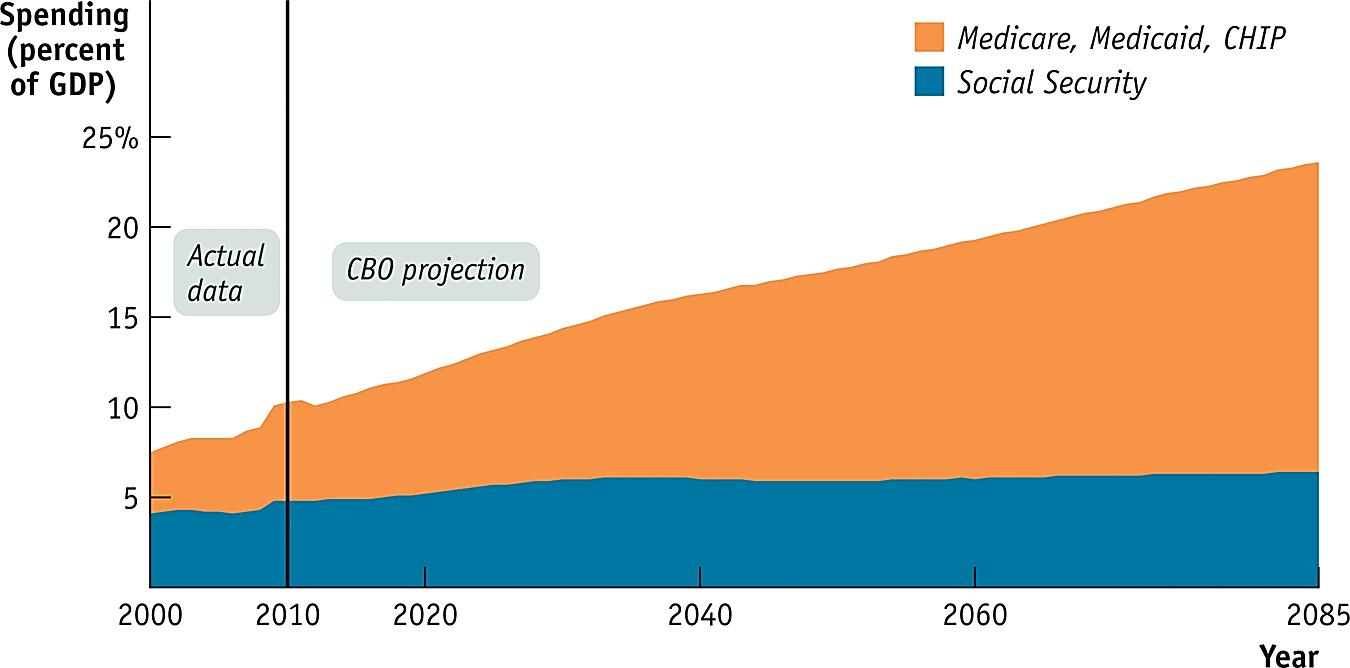 Spending
(percent
of GDP)
Medicare, Medicaid, CHIP
Social Security
25%
20
15
10
5
Actual
data
CBO projection
2000
2010
2020
2040
2060
2085
Year